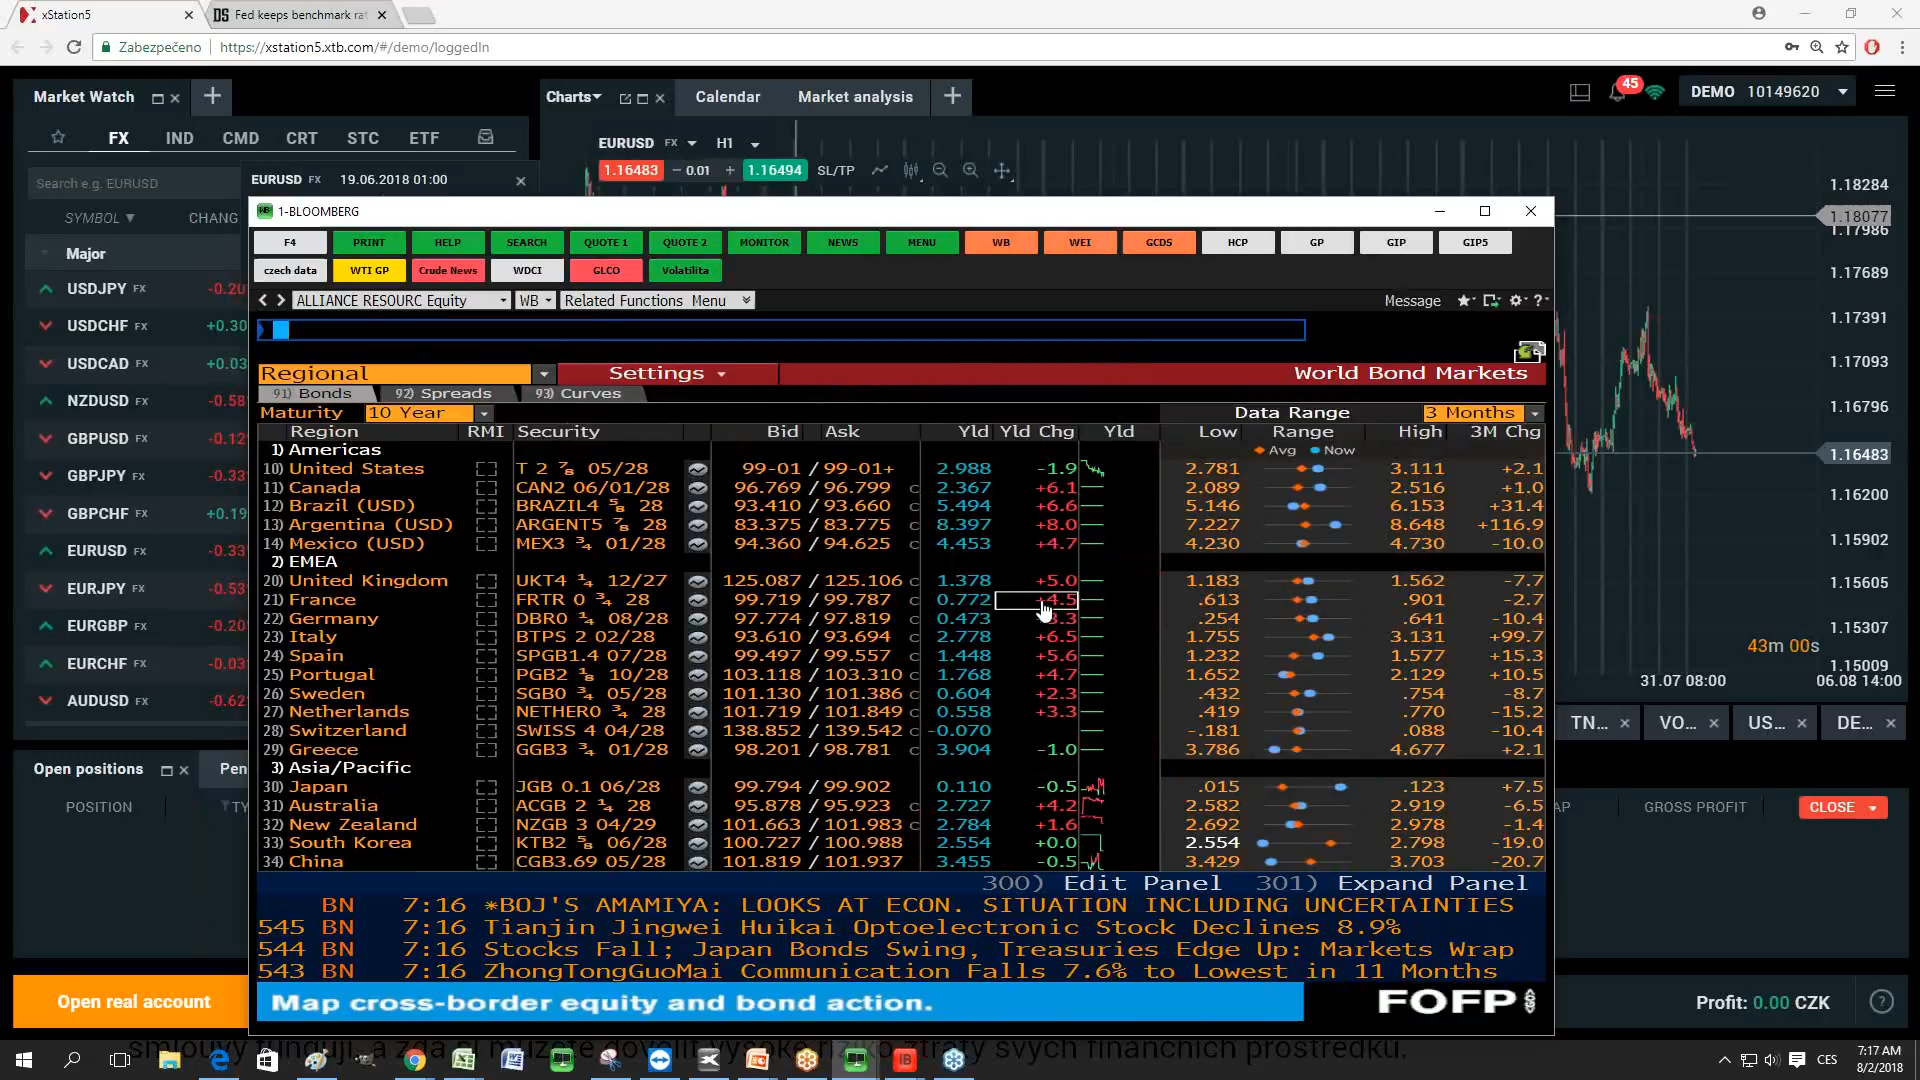 xStation5
Fed keeps benchmark rat
Zabezpečeno https://xstation5.xtb.com/#/demo/loggedIn
Market Watch
Charts Calendar Market analysis
45
DEMO 10149620
FX IND CMD CRT STC ETF
EURUSD FX H1
1.16483 0.01 1.16494 SL/TP
Search e.g. EURUSD
EURUSD FX 19.06.2018 01:00
SYMBOL CHANG
Major
USDJPY FX -0.20
USDCHF FX +0.30
USDCAD FX +0.03
NZDUSD FX -0.58
GBPUSD FX -0.12
GBPJPY FX -0.33
GBPCHF FX +0.19
EURUSD FX -0.33
EURJPY FX -0.53
EURGBP FX -0.20
EURCHF FX -0.03
AUDUSD FX -0.62
1-BLOOMBERG
F4 PRINT HELP SEARCH QUOTE 1 QUOTE 2 MONITOR NEWS MENU WB WEI GCDS HCP GP GIP GIP5
czech data WTI GP Crude News WDCI GLCO Volatilita
ALLIANCE RESOURC Equity WB Related Functions Menu Message
Regional Settings World Bond Markets
91) Bonds 92) Spreads 93) Curves
Maturity 10 Year Data Range 3 Months
Region RMI Security Bid Ask Yld Yld Chg Yld Low Range High 3M Chg
1) Americas Avg Now
10) United States T 2 ⅞ 05/28 99-01 / 99-01+ 2.988 -1.9 2.781 3.111 +2.1
11) Canada CAN2 06/01/28 96.769 / 96.799 c 2.367 +6.1 2.089 2.516 +1.0
12) Brazil (USD) BRAZIL4 ⅝ 28 93.410 / 93.660 c 5.494 +6.6 5.146 6.153 +31.4
13) Argentina (USD) ARGENT5 ⅞ 28 83.375 / 83.775 c 8.397 +8.0 7.227 8.648 +116.9
14) Mexico (USD) MEX3 ¾ 01/28 94.360 / 94.625 c 4.453 +4.7 4.230 4.730 -10.0
2) EMEA
20) United Kingdom UKT4 ¼ 12/27 125.087 / 125.106 c 1.378 +5.0 1.183 1.562 -7.7
21) France FRTR 0 ¾ 28 99.719 / 99.787 c 0.772 +4.5 .613 .901 -2.7
22) Germany DBR0 ¼ 08/28 97.774 / 97.819 c 0.473 3.3 .254 .641 -10.4
23) Italy BTPS 2 02/28 93.610 / 93.694 c 2.778 +6.5 1.755 3.131 +99.7
24) Spain SPGB1.4 07/28 99.497 / 99.557 c 1.448 +5.6 1.232 1.577 +15.3
25) Portugal PGB2 ⅛ 10/28 103.118 / 103.310 c 1.768 +4.7 1.652 2.129 +10.5
26) Sweden SGB0 ¾ 05/28 101.130 / 101.386 c 0.604 +2.3 .432 .754 -8.7
27) Netherlands NETHER0 ¾ 28 101.719 / 101.849 c 0.558 +3.3 .419 .770 -15.2
28) Switzerland SWISS 4 04/28 138.852 / 139.542 c -0.070 -.181 .088 -10.4
29) Greece GGB3 ¾ 01/28 98.201 / 98.781 c 3.904 -1.0 3.786 4.677 +2.1
3) Asia/Pacific
30) Japan JGB 0.1 06/28 99.794 / 99.902 0.110 -0.5 .015 .123 +7.5
31) Australia ACGB 2 ¼ 28 95.878 / 95.923 c 2.727 +4.2 2.582 2.919 -6.5
32) New Zealand NZGB 3 04/29 101.663 / 101.983 c 2.784 +1.6 2.692 2.978 -1.4
33) South Korea KTB2 ⅝ 06/28 100.727 / 100.988 2.554 +0.0 2.554 2.798 -19.0
34) China CGB3.69 05/28 101.819 / 101.937 3.455 -0.5 3.429 3.703 -20.7
300) Edit Panel 301) Expand Panel
BN 7:16 *BOJ'S AMAMIYA: LOOKS AT ECON. SITUATION INCLUDING UNCERTAINTIES
545 BN 7:16 Tianjin Jingwei Huikai Optoelectronic Stock Declines 8.9%
544 BN 7:16 Stocks Fall; Japan Bonds Swing, Treasuries Edge Up: Markets Wrap
543 BN 7:16 ZhongTongGuoMai Communication Falls 7.6% to Lowest in 11 Months
Map cross-border equity and bond action. FOFP
1.18284
1.18077
1.17986
1.17689
1.17391
1.17093
1.16796
1.16483
1.16200
1.15902
1.15605
1.15307
43m 00s
1.15009
31.07 08:00 06.08 14:00
TN... VO... US... DE...
Open positions Pen
POSITION TY AP GROSS PROFIT CLOSE
Open real account
Profit: 0.00 CZK
CES
7:17 AM
8/2/2018